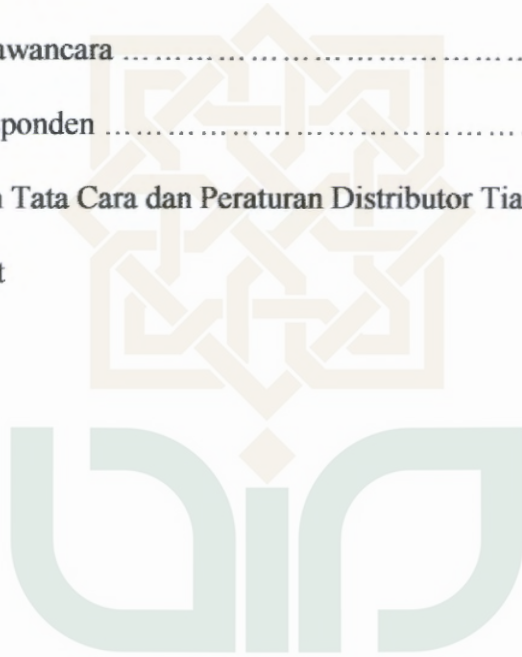 awancara ........................................
ponden ........................................
Tata Cara dan Peraturan Distributor Tia
t